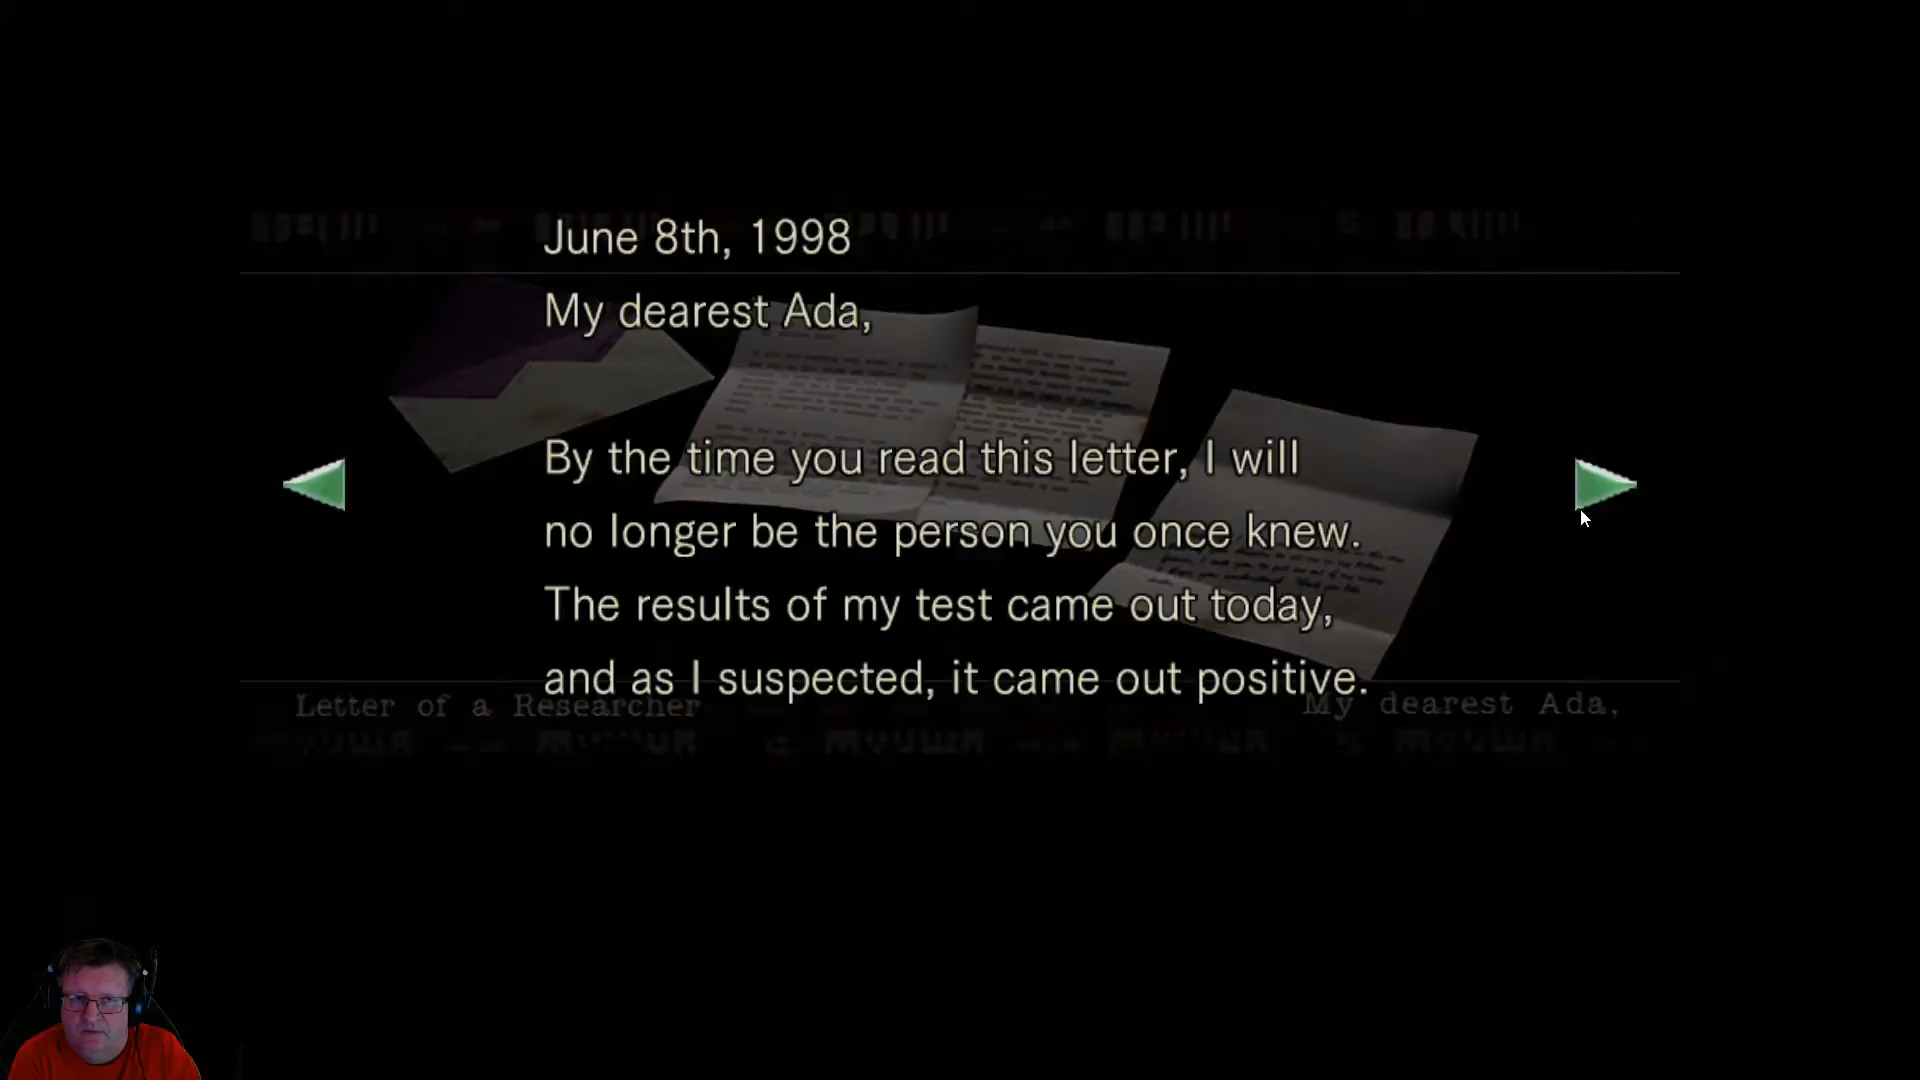 June 8th, 1998
My dearest Ada,
By the time you read this letter, I will
no longer be the person you once knew.
The results of my test came out today,
and as I suspected, it came out positive.
Letter of a Researcher
My dearest Ada,